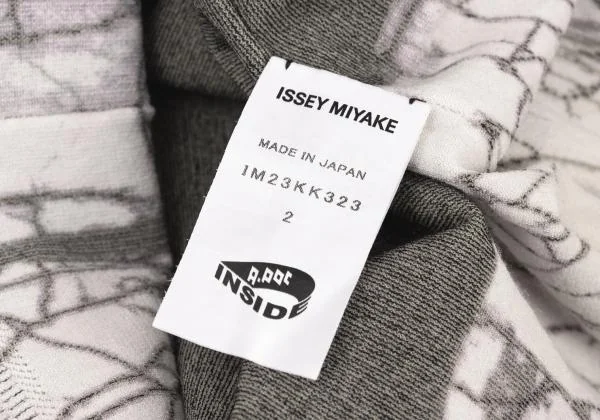 ISSEY MIYAKE
MADE IN JAPAN
IM23KK323
2
A.POC
INSIDE